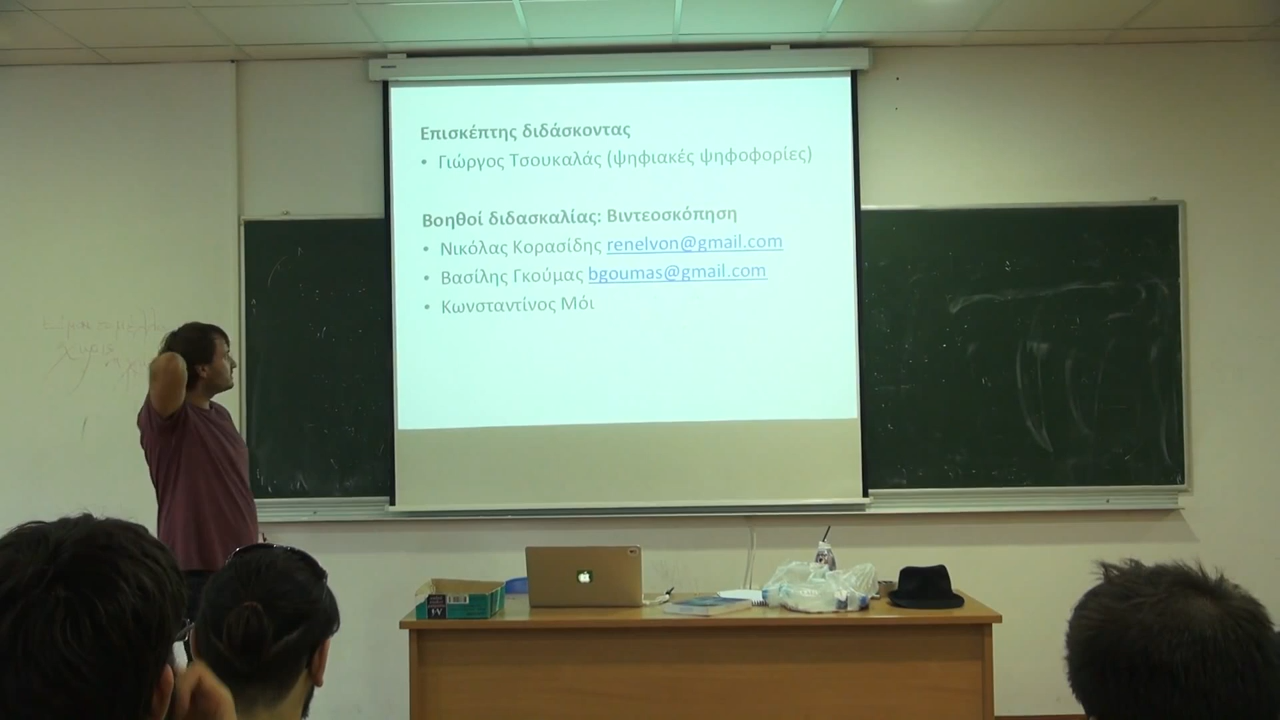 Επισκέπτης διδάσκοντας
• Γιώργος Τσουκαλάς (ψηφιακές ψηφοφορίες)
Βοηθοί διδασκαλίας: Βιντεοσκόπηση
• Νικόλας Κορασίδης renelvon@gmail.com
• Βασίλης Γκούμας bgoumas@gmail.com
• Κωνσταντίνος Μόι
χωρίς